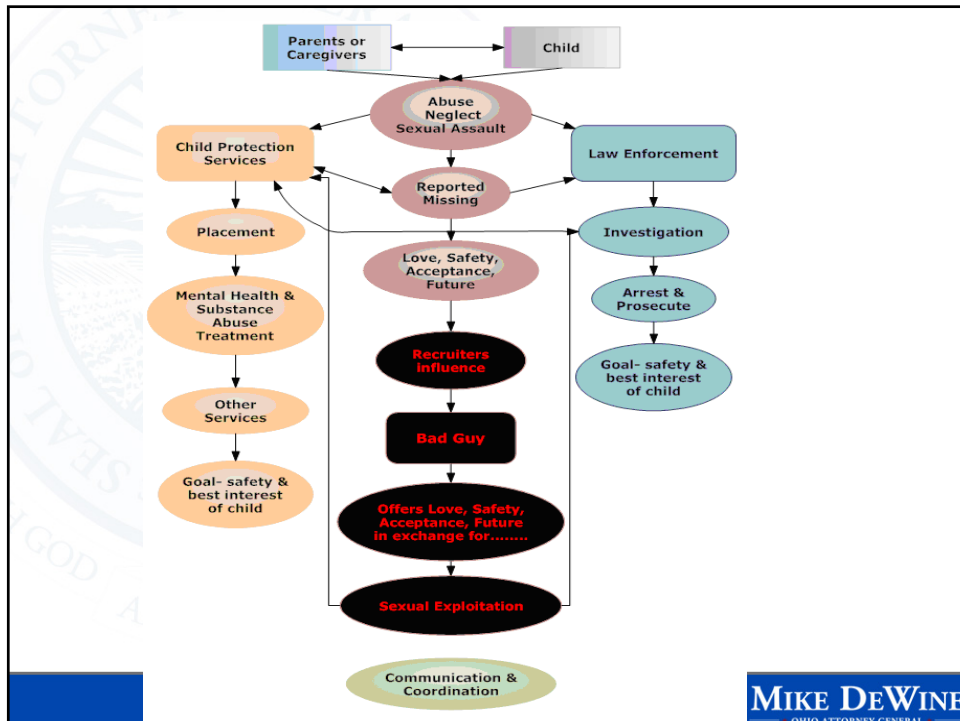 Parents or
Caregivers
Child
Abuse
Neglect
Sexual Assault
Child Protection
Services
Law Enforcement
Reported
Missing
Placement
Investigation
Love, Safety,
Acceptance,
Future
Mental Health &
Substance
Abuse
Treatment
Arrest &
Prosecute
Recruiters
influence
Goal- safety &
best interest
of child
Other
Services
Bad Guy
Goal- safety &
best interest
of child
Offers Love, Safety,
Acceptance, Future
in exchange for........
Sexual Exploitation
Communication &
Coordination
MIKE DEWINE
OHIO ATTORNEY GENERAL
SEAL OF
GOD